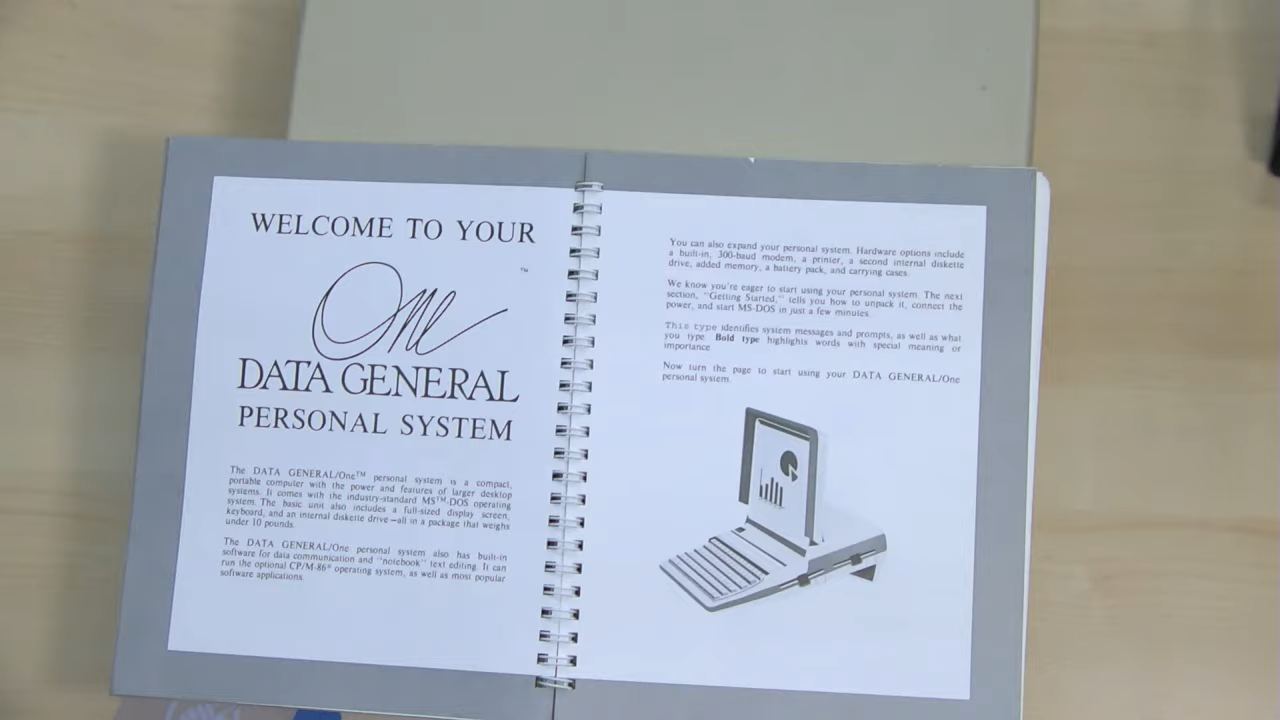 WELCOME TO YOUR
One™
DATA GENERAL
PERSONAL SYSTEM
The DATA GENERAL/One™ personal system is a compact,
portable computer with the power and features of larger desktop
systems. It comes with the industry-standard MS™-DOS operating
system. The basic unit also includes a full-sized display screen,
keyboard, and an internal diskette drive—all in a package that weighs
under 10 pounds.
The DATA GENERAL/One personal system also has built-in
software for data communication and "notebook" text editing. It can
run the optional CP/M-86® operating system, as well as most popular
software applications.
You can also expand your personal system. Hardware options include
a built-in, 300-baud modem, a printer, a second internal diskette
drive, added memory, a battery pack, and carrying cases.
We know you're eager to start using your personal system. The next
section, "Getting Started," tells you how to unpack it, connect the
power, and start MS-DOS in just a few minutes.
This type identifies system messages and prompts, as well as what
you type. Bold type highlights words with special meaning or
importance
Now turn the page to start using your DATA GENERAL/One
personal system.